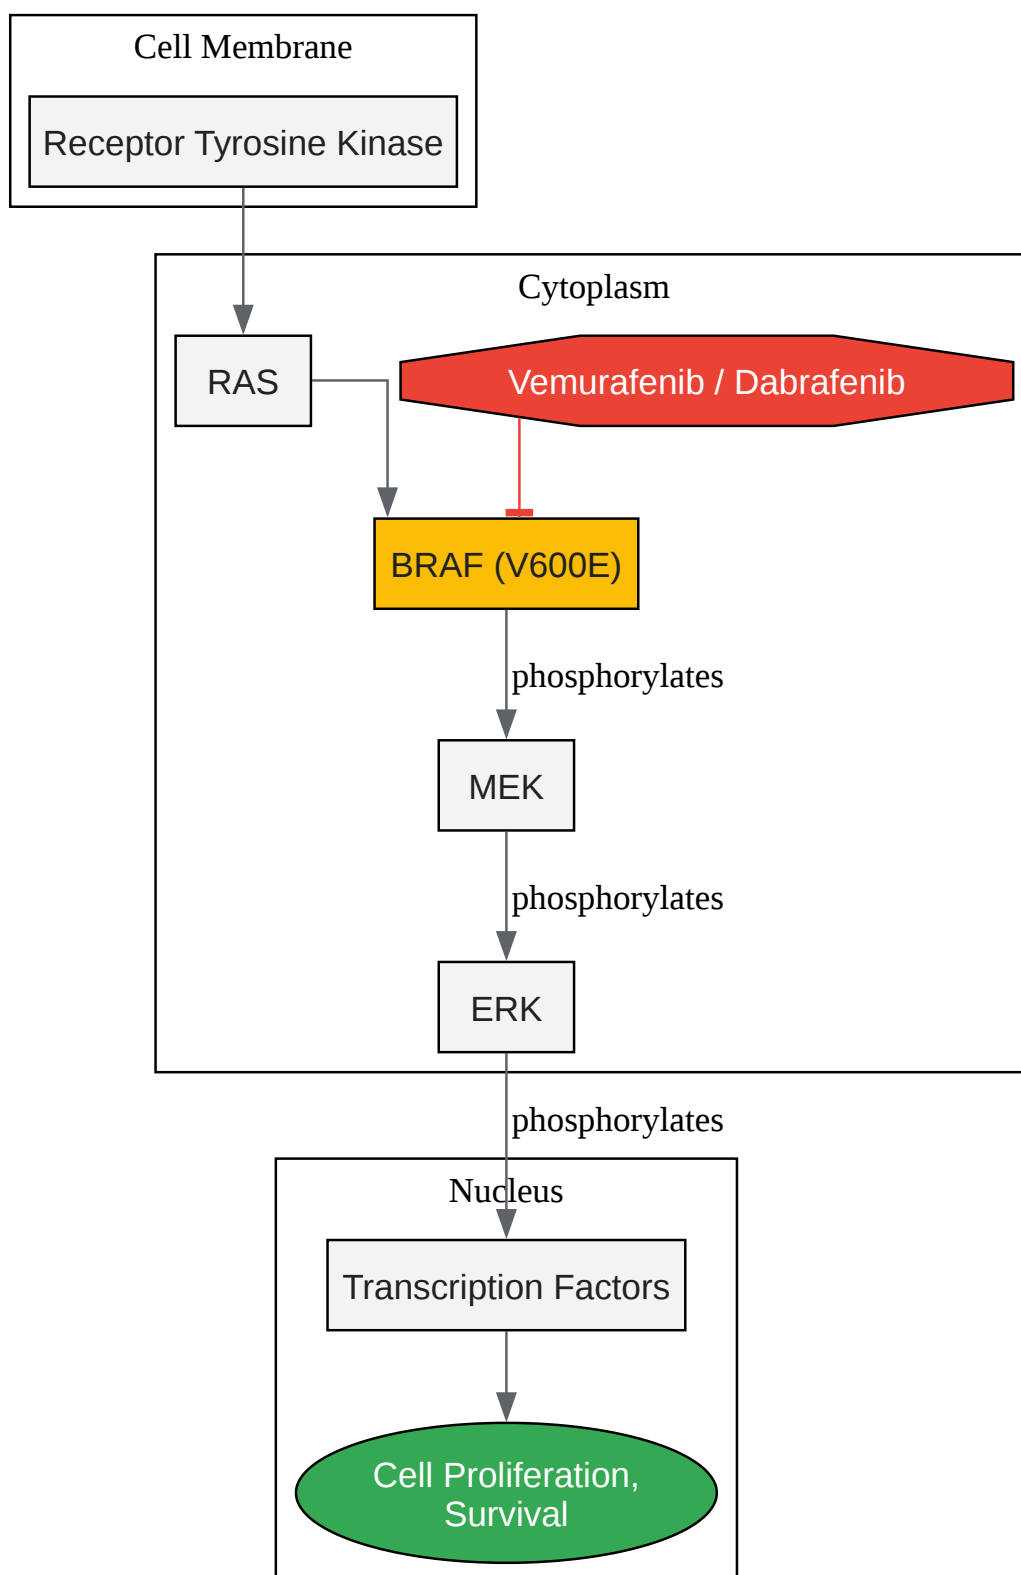 Cell Membrane
Receptor Tyrosine Kinase
Cytoplasm
RAS
Vemurafenib / Dabrafenib
BRAF (V600E)
phosphorylates
MEK
phosphorylates
ERK
phosphorylates
Nucleus
Transcription Factors
Cell Proliferation,
Survival